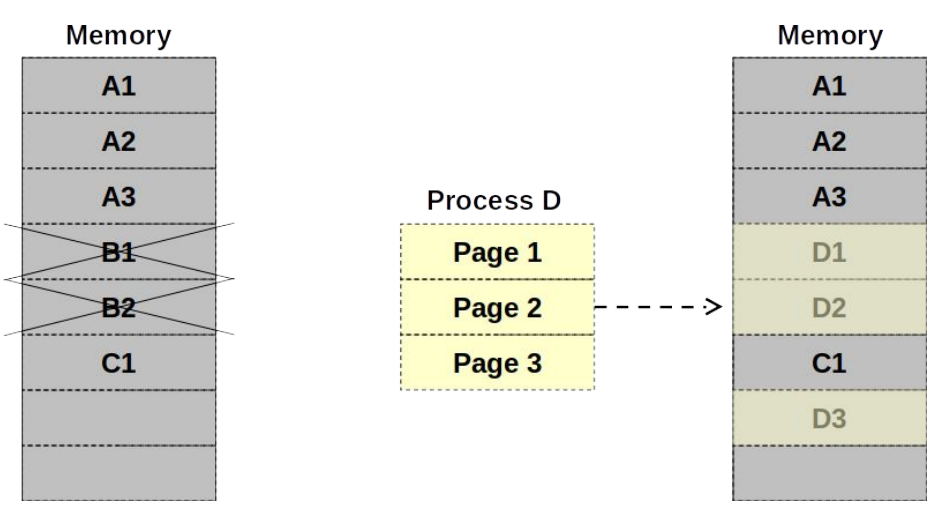 Memory
A1
A2
A3
B1
B2
C1
Process D
Page 1
Page 2
Page 3
Memory
A1
A2
A3
D1
D2
C1
D3